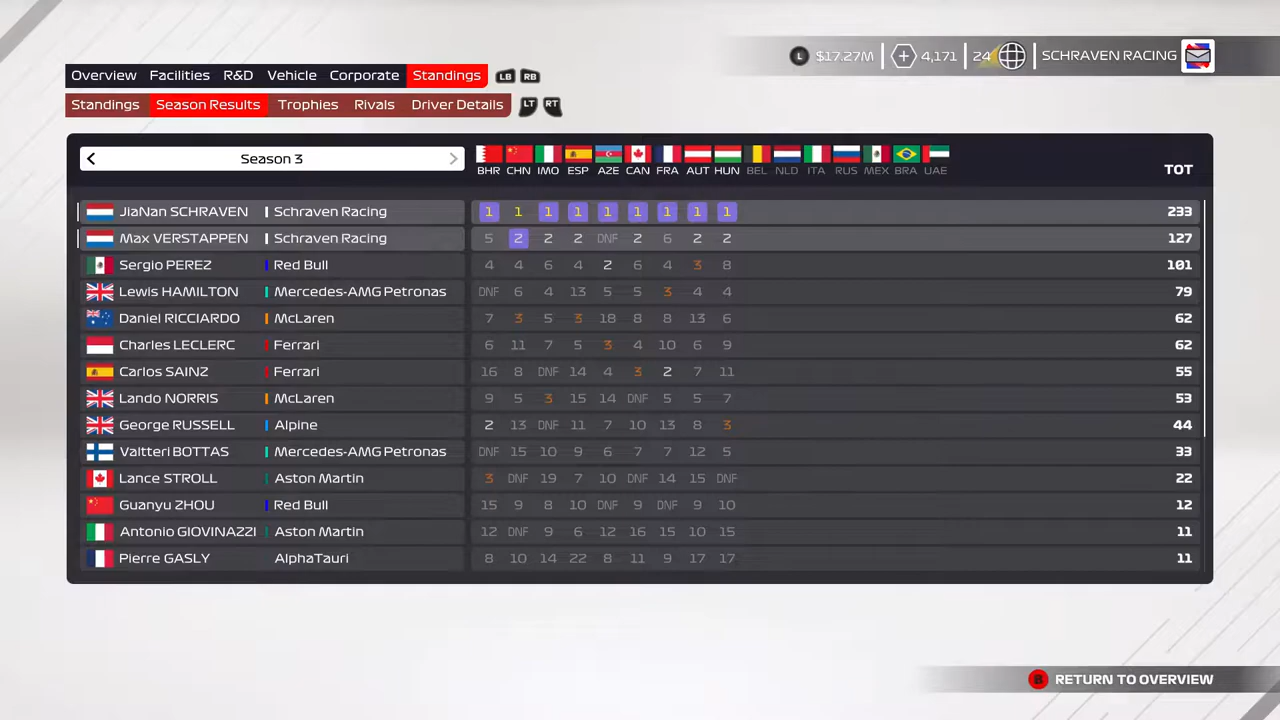 L $17.27M 4,171 24 SCHRAVEN RACING
Overview Facilities R&D Vehicle Corporate Standings LB RB
Standings Season Results Trophies Rivals Driver Details LT RT
Season 3
BHR CHN IMO ESP AZE CAN FRA AUT HUN BEL NLD ITA RUS MEX BRA UAE TOT
JiaNan SCHRAVEN Schraven Racing 1 1 1 1 1 1 1 1 1 233
Max VERSTAPPEN Schraven Racing 5 2 2 2 DNF 2 6 2 2 127
Sergio PEREZ Red Bull 4 4 6 4 2 6 4 3 8 101
Lewis HAMILTON Mercedes-AMG Petronas DNF 6 4 13 5 5 3 4 4 79
Daniel RICCIARDO McLaren 7 3 5 3 18 8 8 13 6 62
Charles LECLERC Ferrari 6 11 7 5 3 4 10 6 9 62
Carlos SAINZ Ferrari 16 8 DNF 14 4 3 2 7 11 55
Lando NORRIS McLaren 9 5 3 15 14 DNF 5 5 7 53
George RUSSELL Alpine 2 13 DNF 11 7 10 13 8 3 44
Valtteri BOTTAS Mercedes-AMG Petronas DNF 15 10 9 6 7 7 12 5 33
Lance STROLL Aston Martin 3 DNF 19 7 10 DNF 14 15 DNF 22
Guanyu ZHOU Red Bull 15 9 8 10 DNF 9 DNF 9 10 12
Antonio GIOVINAZZI Aston Martin 12 DNF 9 6 12 16 15 10 15 11
Pierre GASLY AlphaTauri 8 10 14 22 8 11 9 17 17 11
B RETURN TO OVERVIEW